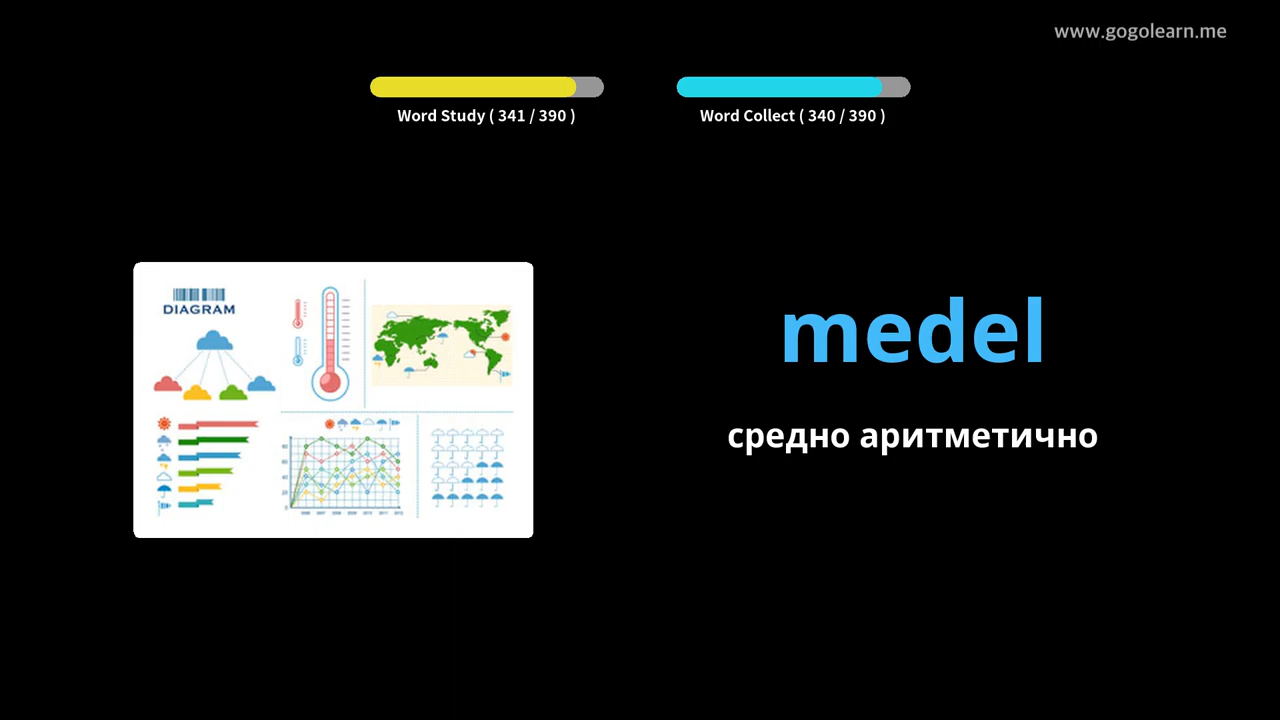 www.gogolearn.me
Word Study ( 341 / 390 )
Word Collect ( 340 / 390 )
DIAGRAM
medel
средно аритметично